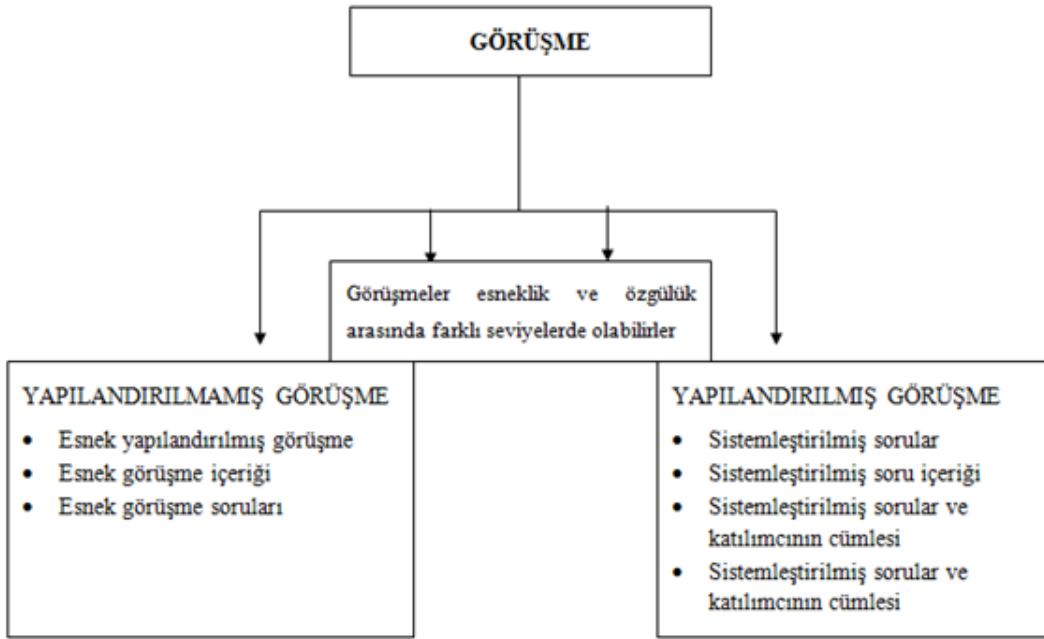 GÖRÜŞME
Görüşmeler esneklik ve özgülük
arasında farklı seviyelerde olabilirler
YAPILANDIRILMAMIŞ GÖRÜŞME
• Esnek yapılandırılmış görüşme
• Esnek görüşme içeriği
• Esnek görüşme soruları
YAPILANDIRILMIŞ GÖRÜŞME
• Sistemleştirilmiş sorular
• Sistemleştirilmiş soru içeriği
• Sistemleştirilmiş sorular ve
katılımcının cümlesi
• Sistemleştirilmiş sorular ve
katılımcının cümlesi